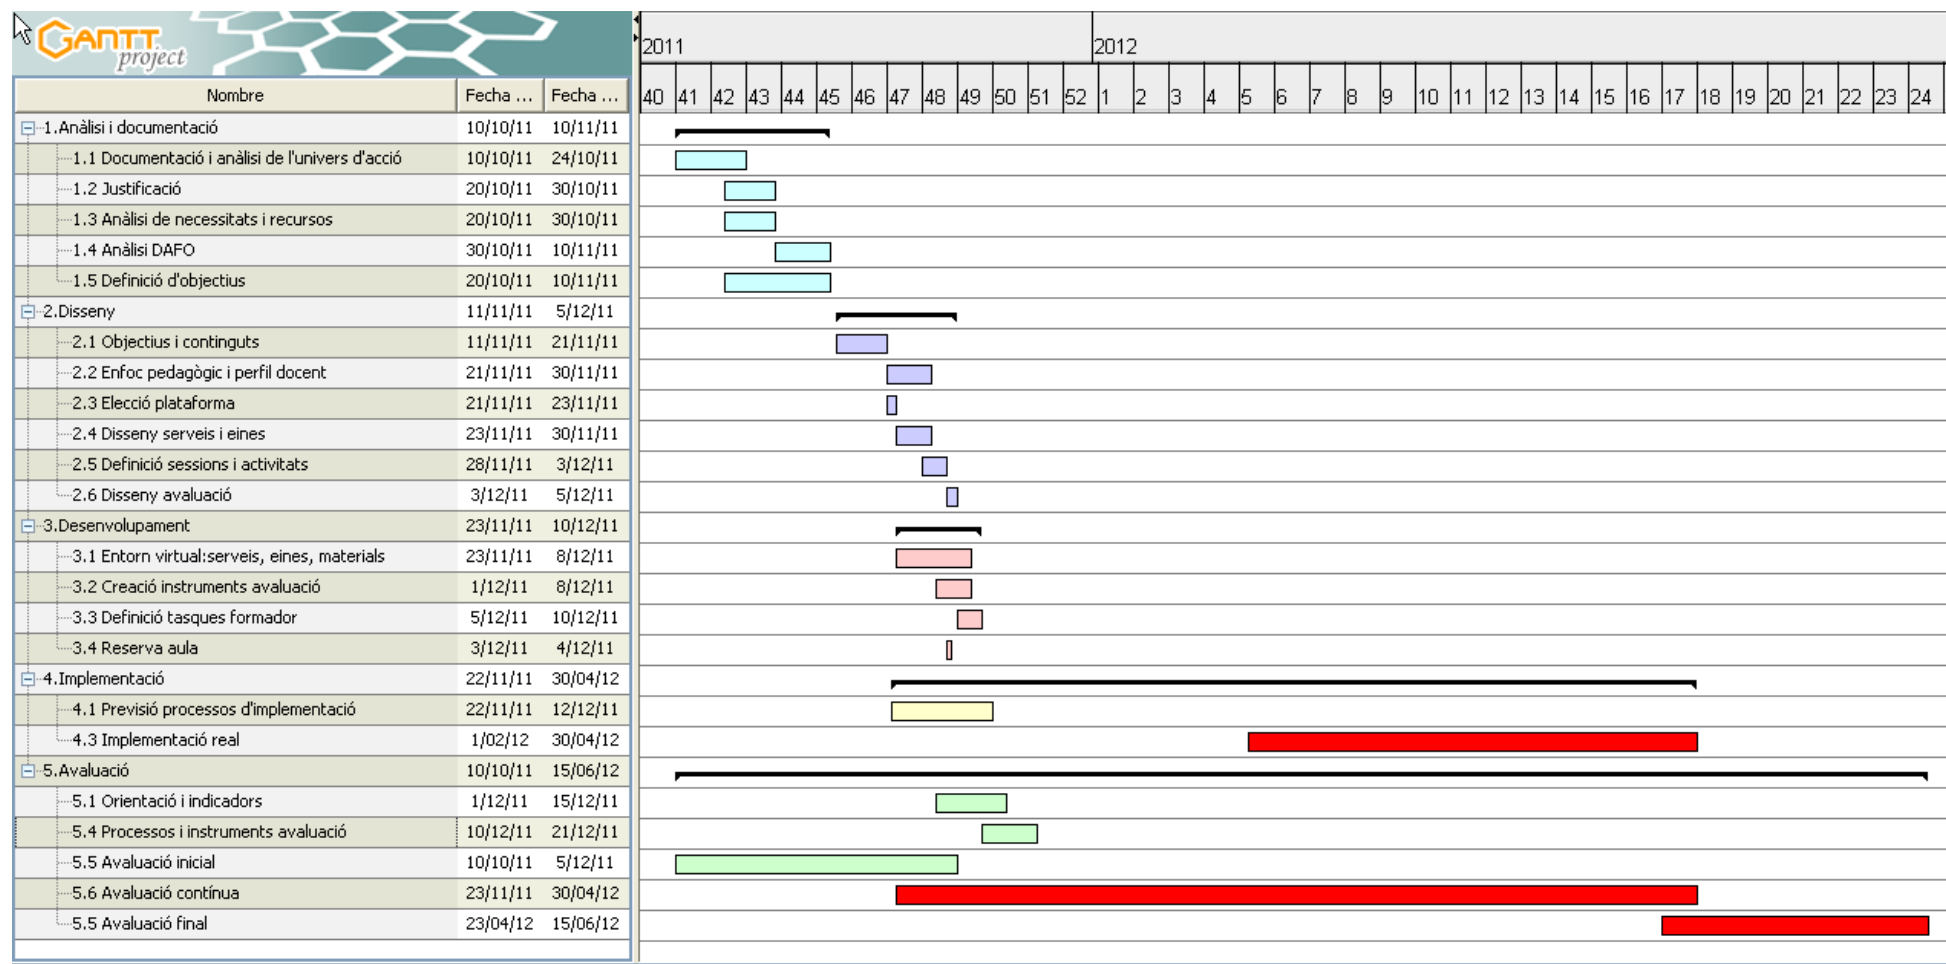 GANTT
project
2011 2012
Nombre Fecha ... Fecha ... 40 41 42 43 44 45 46 47 48 49 50 51 52 1 2 3 4 5 6 7 8 9 10 11 12 13 14 15 16 17 18 19 20 21 22 23 24
1.Anàlisi i documentació 10/10/11 10/11/11
1.1 Documentació i anàlisi de l'univers d'acció 10/10/11 24/10/11
1.2 Justificació 20/10/11 30/10/11
1.3 Anàlisi de necessitats i recursos 20/10/11 30/10/11
1.4 Anàlisi DAFO 30/10/11 10/11/11
1.5 Definició d'objectius 20/10/11 10/11/11
2.Disseny 11/11/11 5/12/11
2.1 Objectius i continguts 11/11/11 21/11/11
2.2 Enfoc pedagògic i perfil docent 21/11/11 30/11/11
2.3 Elecció plataforma 21/11/11 23/11/11
2.4 Disseny serveis i eines 23/11/11 30/11/11
2.5 Definició sessions i activitats 28/11/11 3/12/11
2.6 Disseny avaluació 3/12/11 5/12/11
3.Desenvolupament 23/11/11 10/12/11
3.1 Entorn virtual:serveis, eines, materials 23/11/11 8/12/11
3.2 Creació instruments avaluació 1/12/11 8/12/11
3.3 Definició tasques formador 5/12/11 10/12/11
3.4 Reserva aula 3/12/11 4/12/11
4.Implementació 22/11/11 30/04/12
4.1 Previsió processos d'implementació 22/11/11 12/12/11
4.3 Implementació real 1/02/12 30/04/12
5.Avaluació 10/10/11 15/06/12
5.1 Orientació i indicadors 1/12/11 15/12/11
5.4 Processos i instruments avaluació 10/12/11 21/12/11
5.5 Avaluació inicial 10/10/11 5/12/11
5.6 Avaluació contínua 23/11/11 30/04/12
5.5 Avaluació final 23/04/12 15/06/12